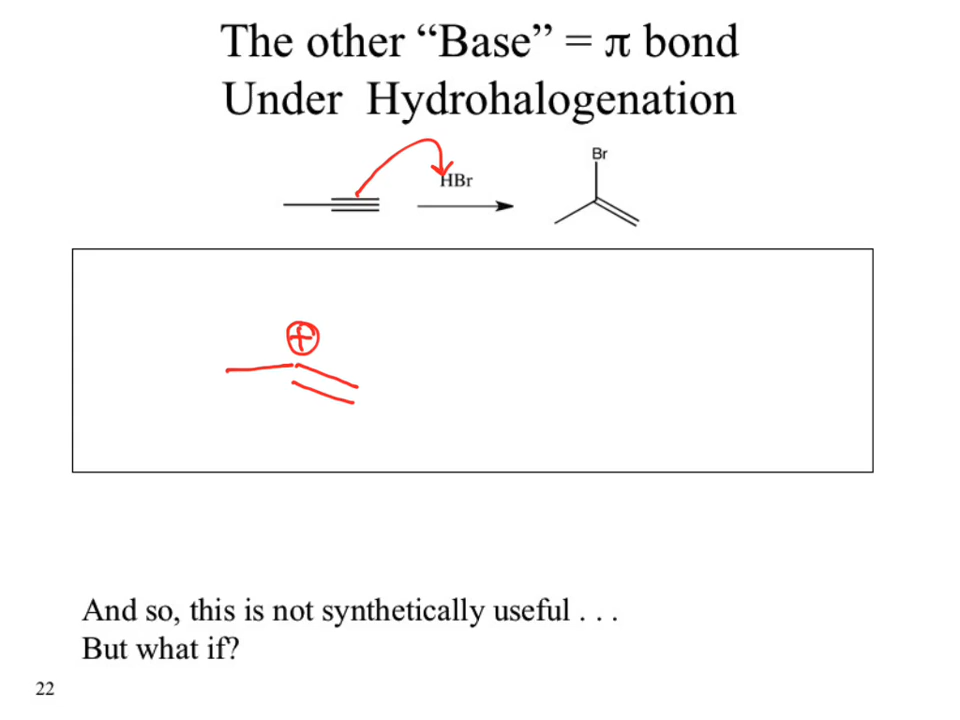 The other “Base” = π bond
Under Hydrohalogenation
Br
HBr
+
And so, this is not synthetically useful . . .
But what if?
22